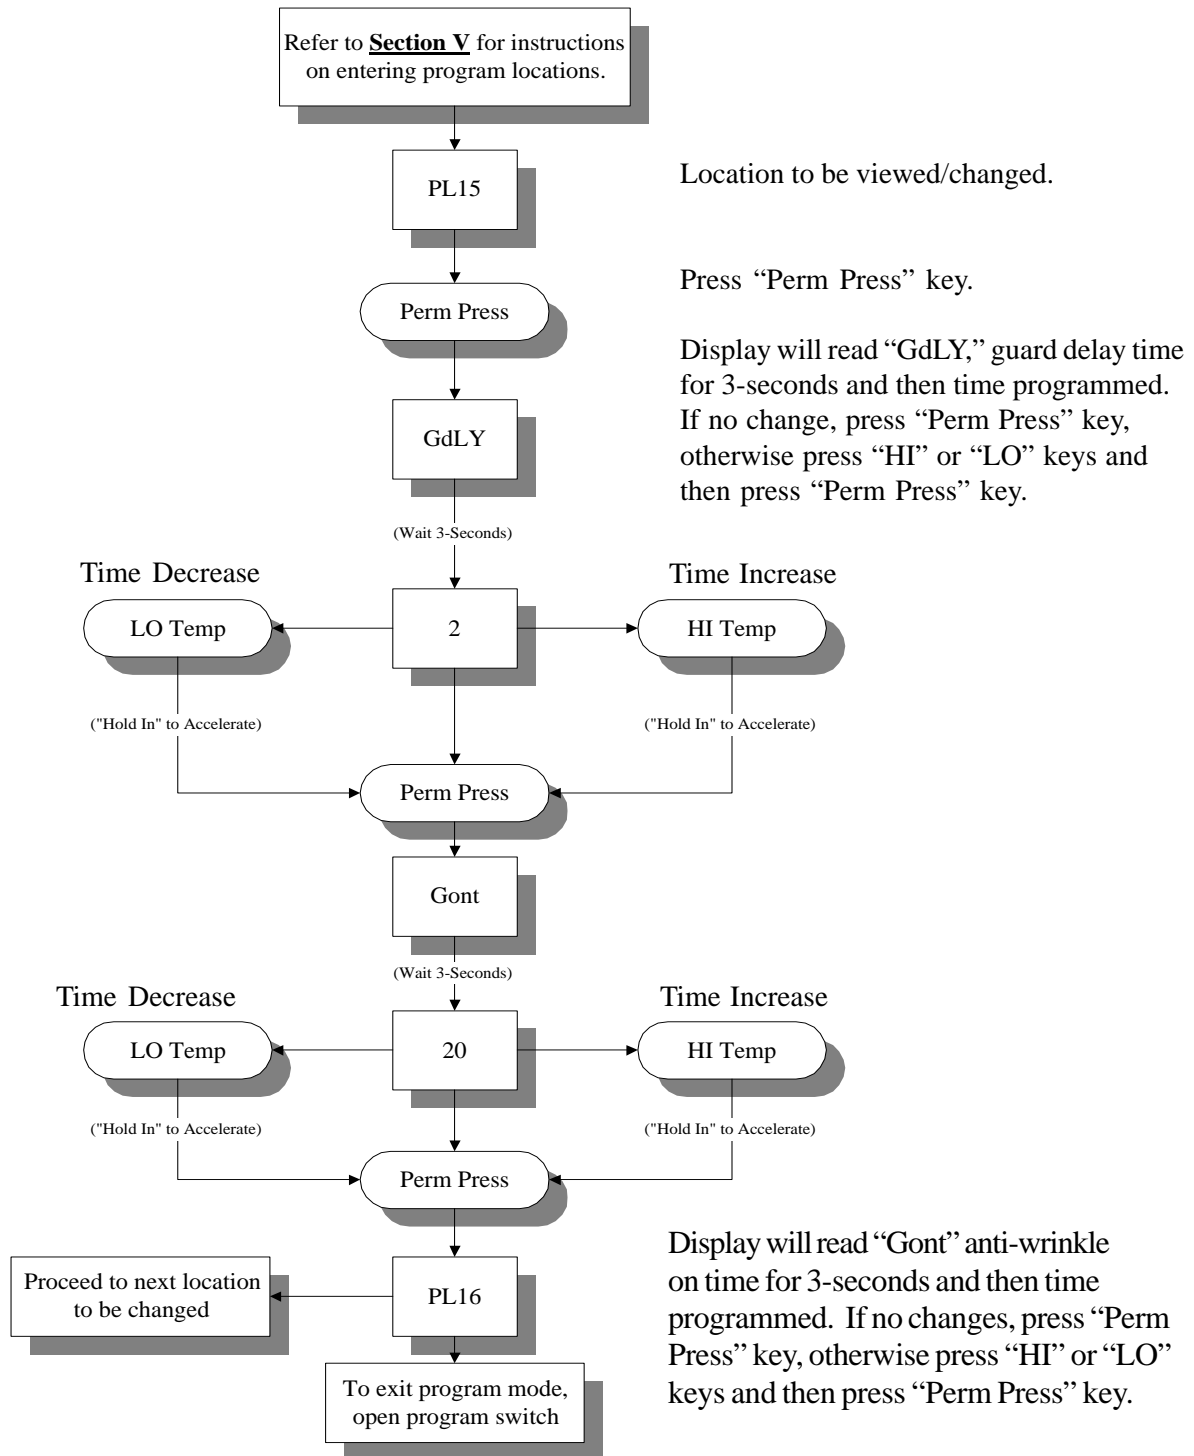 Refer to Section V for instructions
on entering program locations.
PL15
Location to be viewed/changed.
Perm Press
Press “Perm Press” key.
GdLY
Display will read “GdLY,” guard delay time
for 3-seconds and then time programmed.
If no change, press “Perm Press” key,
otherwise press “HI” or “LO” keys and
then press “Perm Press” key.
(Wait 3-Seconds)
Time Decrease
Time Increase
LO Temp
2
HI Temp
("Hold In" to Accelerate)
("Hold In" to Accelerate)
Perm Press
Gont
(Wait 3-Seconds)
Time Decrease
Time Increase
LO Temp
20
HI Temp
("Hold In" to Accelerate)
("Hold In" to Accelerate)
Perm Press
Proceed to next location
to be changed
PL16
Display will read “Gont” anti-wrinkle
on time for 3-seconds and then time
programmed. If no changes, press “Perm
Press” key, otherwise press “HI” or “LO”
keys and then press “Perm Press” key.
To exit program mode,
open program switch